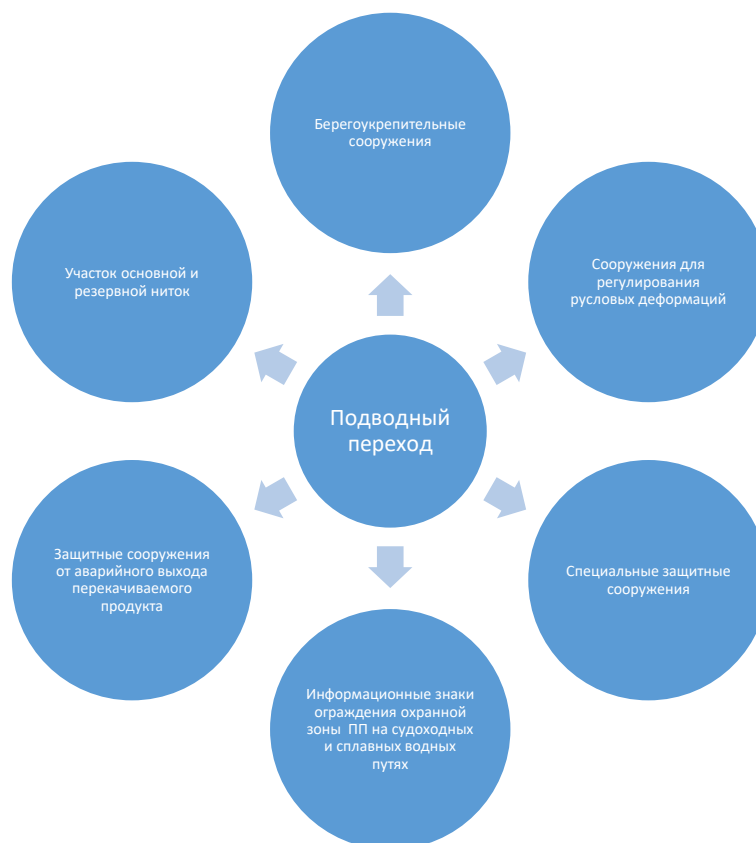 Берегоукрепительные
сооружения
Участок основной и
резервной ниток
Сооружения для
регулирования
русловых деформаций
Подводный
переход
Защитные сооружения
от аварийного выхода
перекачиваемого
продукта
Специальные защитные
сооружения
Информационные знаки
ограждения охранной
зоны ПП на судоходных
и сплавных водных
путях